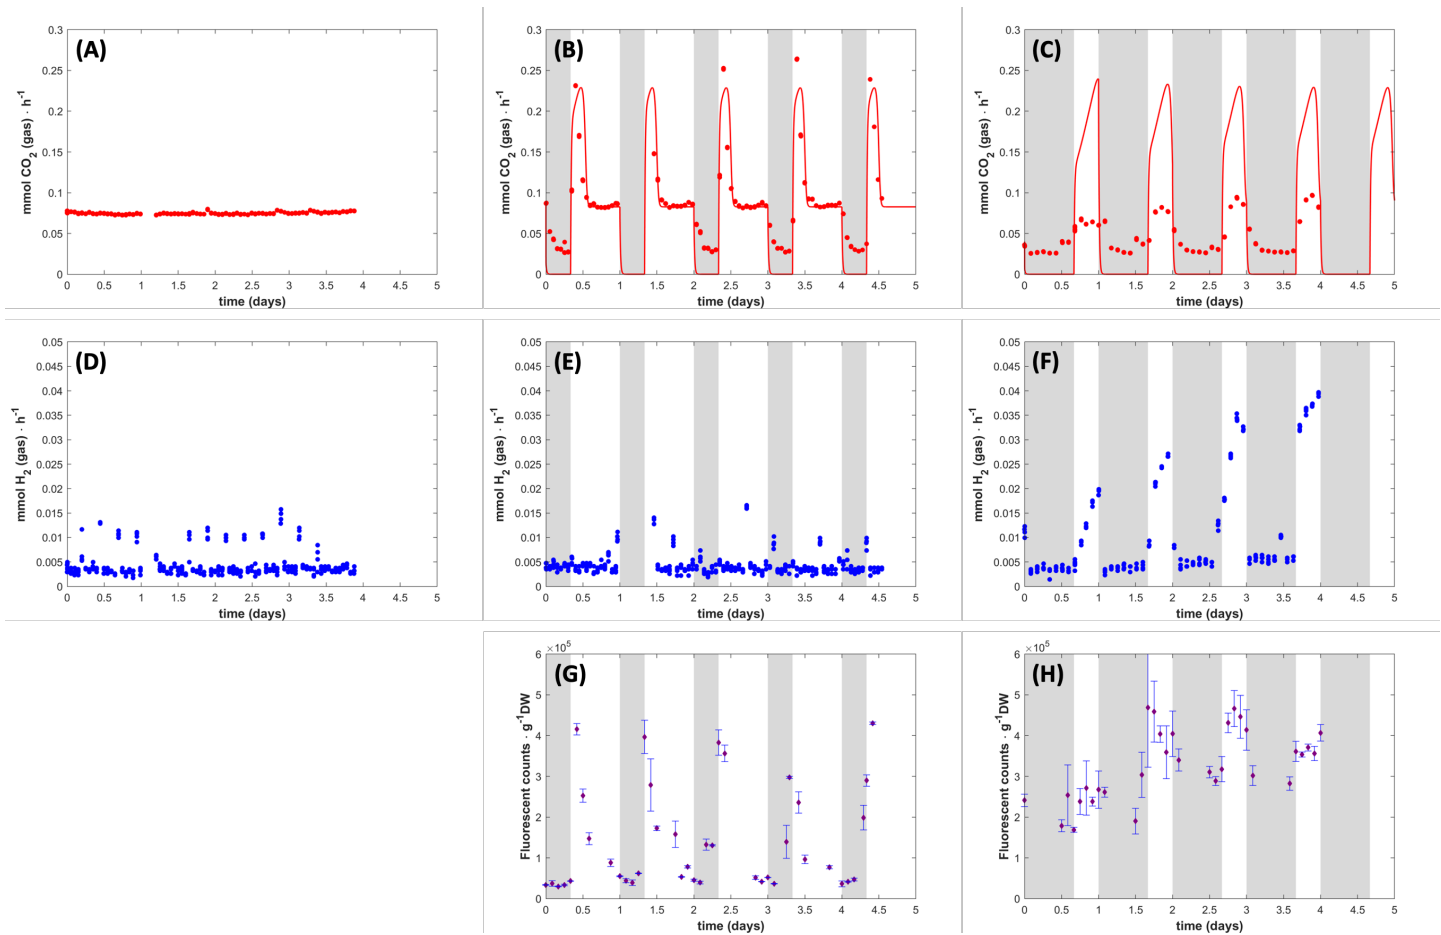 (A)
mmol CO2 (gas) · h-1
0.3
0.25
0.2
0.15
0.1
0.05
0
0 0.5 1 1.5 2 2.5 3 3.5 4 4.5 5
time (days)
(B)
mmol CO2 (gas) · h-1
0.3
0.25
0.2
0.15
0.1
0.05
0
0 0.5 1 1.5 2 2.5 3 3.5 4 4.5 5
time (days)
(C)
mmol CO2 (gas) · h-1
0.3
0.25
0.2
0.15
0.1
0.05
0
0 0.5 1 1.5 2 2.5 3 3.5 4 4.5 5
time (days)
(D)
mmol H2 (gas) · h-1
0.05
0.045
0.04
0.035
0.03
0.025
0.02
0.015
0.01
0.005
0
0 0.5 1 1.5 2 2.5 3 3.5 4 4.5 5
time (days)
(E)
mmol H2 (gas) · h-1
0.05
0.045
0.04
0.035
0.03
0.025
0.02
0.015
0.01
0.005
0
0 0.5 1 1.5 2 2.5 3 3.5 4 4.5 5
time (days)
(F)
mmol H2 (gas) · h-1
0.05
0.045
0.04
0.035
0.03
0.025
0.02
0.015
0.01
0.005
0
0 0.5 1 1.5 2 2.5 3 3.5 4 4.5 5
time (days)
(G)
×10^5
Fluorescent counts · g-1DW
6
5
4
3
2
1
0
0 0.5 1 1.5 2 2.5 3 3.5 4 4.5 5
time (days)
(H)
×10^5
Fluorescent counts · g-1DW
6
5
4
3
2
1
0
0 0.5 1 1.5 2 2.5 3 3.5 4 4.5 5
time (days)